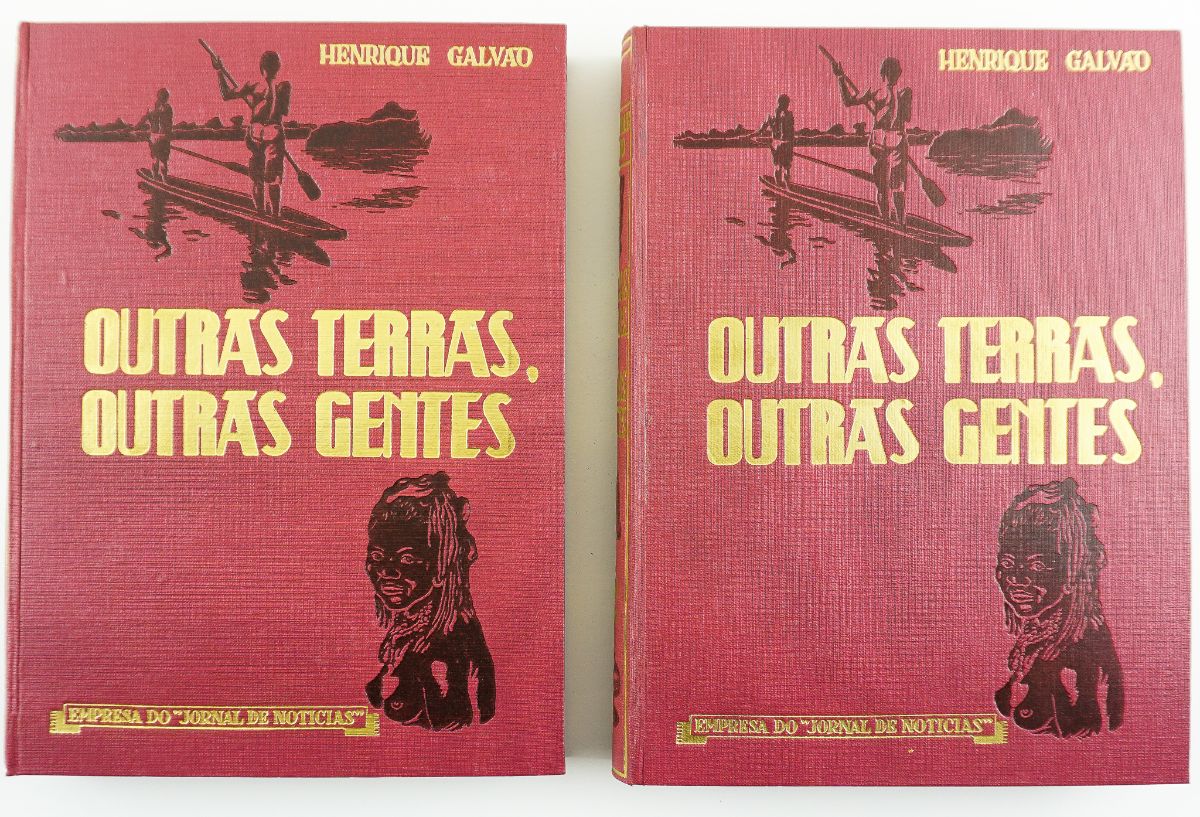 HENRIQUE GALVÃO
OUTRAS TERRAS,
OUTRAS GENTES
EMPRESA DO "JORNAL DE NOTICIAS"
HENRIQUE GALVÃO
OUTRAS TERRAS,
OUTRAS GENTES
EMPRESA DO "JORNAL DE NOTICIAS"